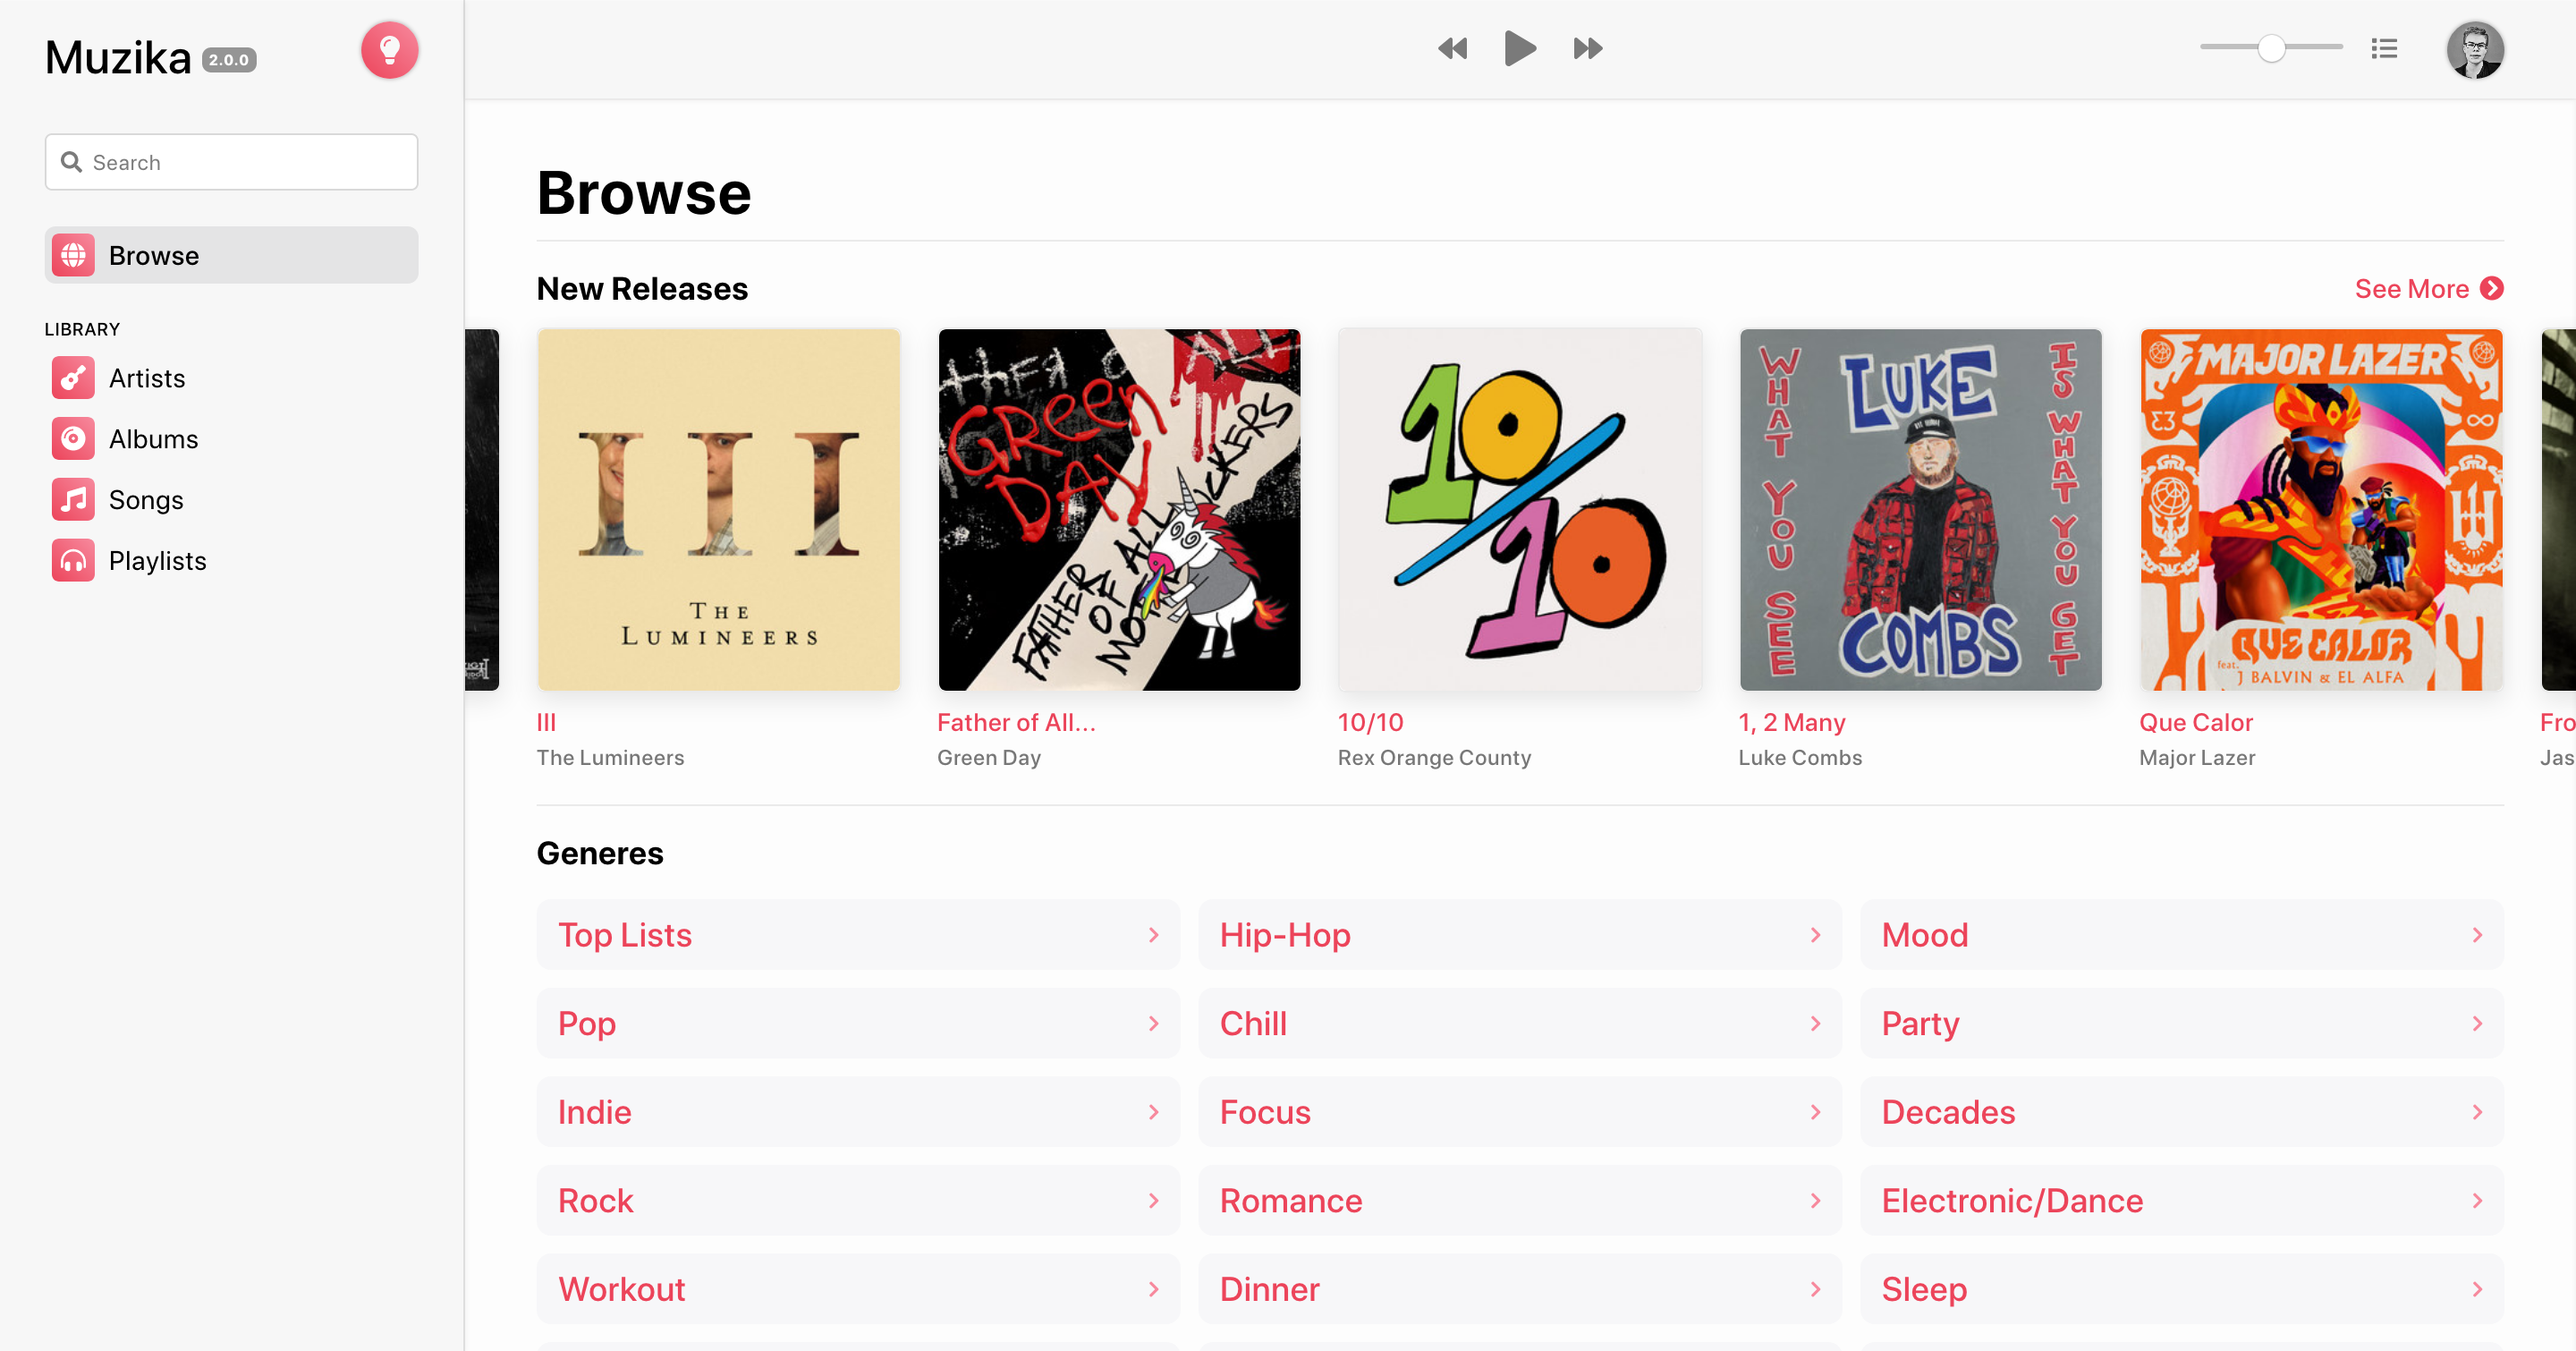 Muzika 2.0.0
Search
Browse
LIBRARY
Artists
Albums
Songs
Playlists
Browse
New Releases
See More
III
THE
LUMINEERS
III
The Lumineers
GREEN
DAY
FATHER
OF
ALL
Father of All...
Green Day
10/10
10/10
Rex Orange County
WHAT YOU SEE
LUKE
COMBS
IS WHAT YOU GET
1, 2 Many
Luke Combs
MAJOR LAZER
QUE CALOR
feat.
J BALVIN & EL ALFA
Que Calor
Major Lazer
Fro
Jas
Generes
Top Lists
Hip-Hop
Mood
Pop
Chill
Party
Indie
Focus
Decades
Rock
Romance
Electronic/Dance
Workout
Dinner
Sleep